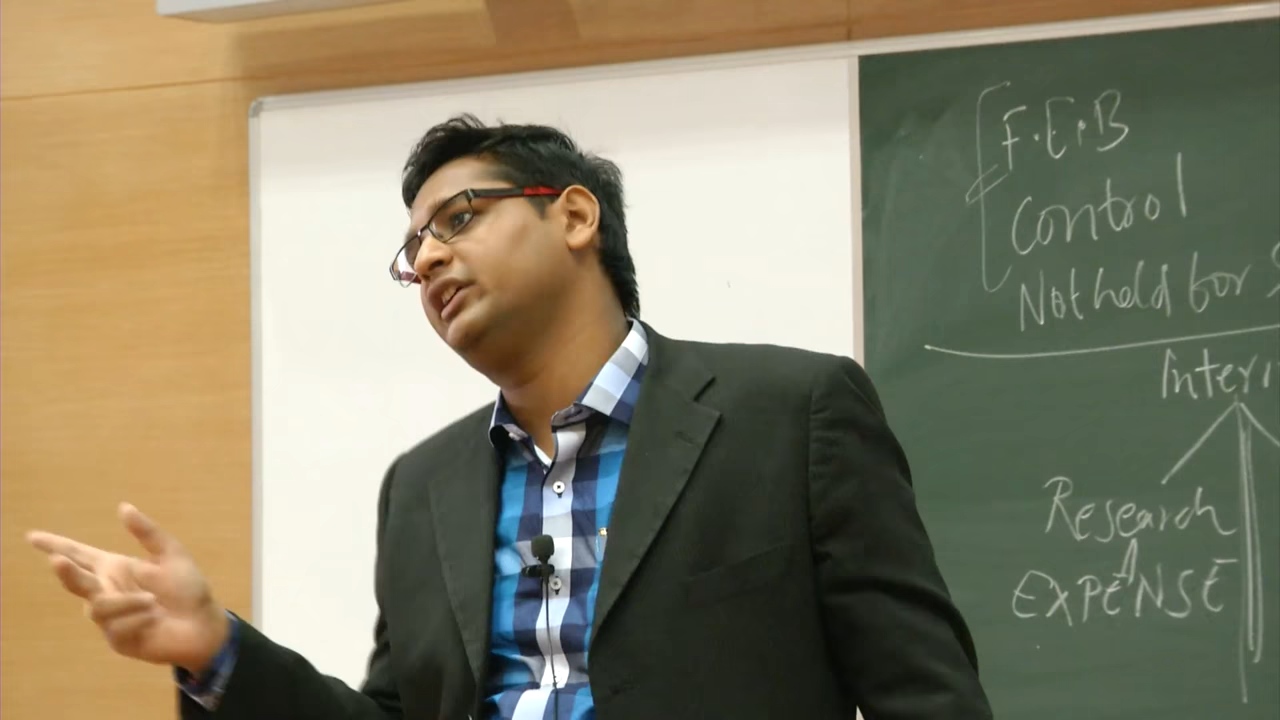 F.E.B
Control
Not held for
Interi
Research
EXPENSE